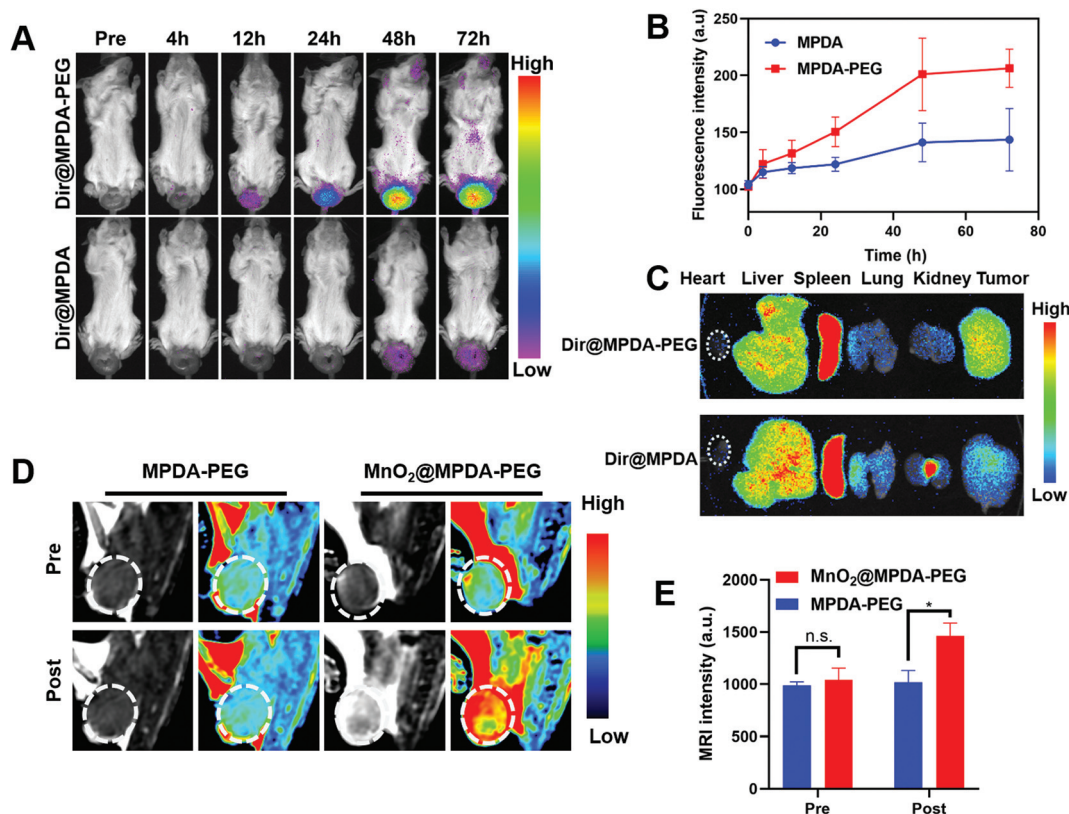 A
Pre 4h 12h 24h 48h 72h
Dir@MPDA-PEG
Dir@MPDA
High
Low
B
Fluorescence intensity (a.u)
250
200
150
100
MPDA
MPDA-PEG
0 20 40 60 80
Time (h)
C
Heart Liver Spleen Lung Kidney Tumor
Dir@MPDA-PEG
Dir@MPDA
High
Low
D
MPDA-PEG MnO₂@MPDA-PEG
Pre
Post
High
Low
E
MRI intensity (a.u.)
2000
1500
1000
500
0
MnO₂@MPDA-PEG
MPDA-PEG
n.s.
*
Pre Post